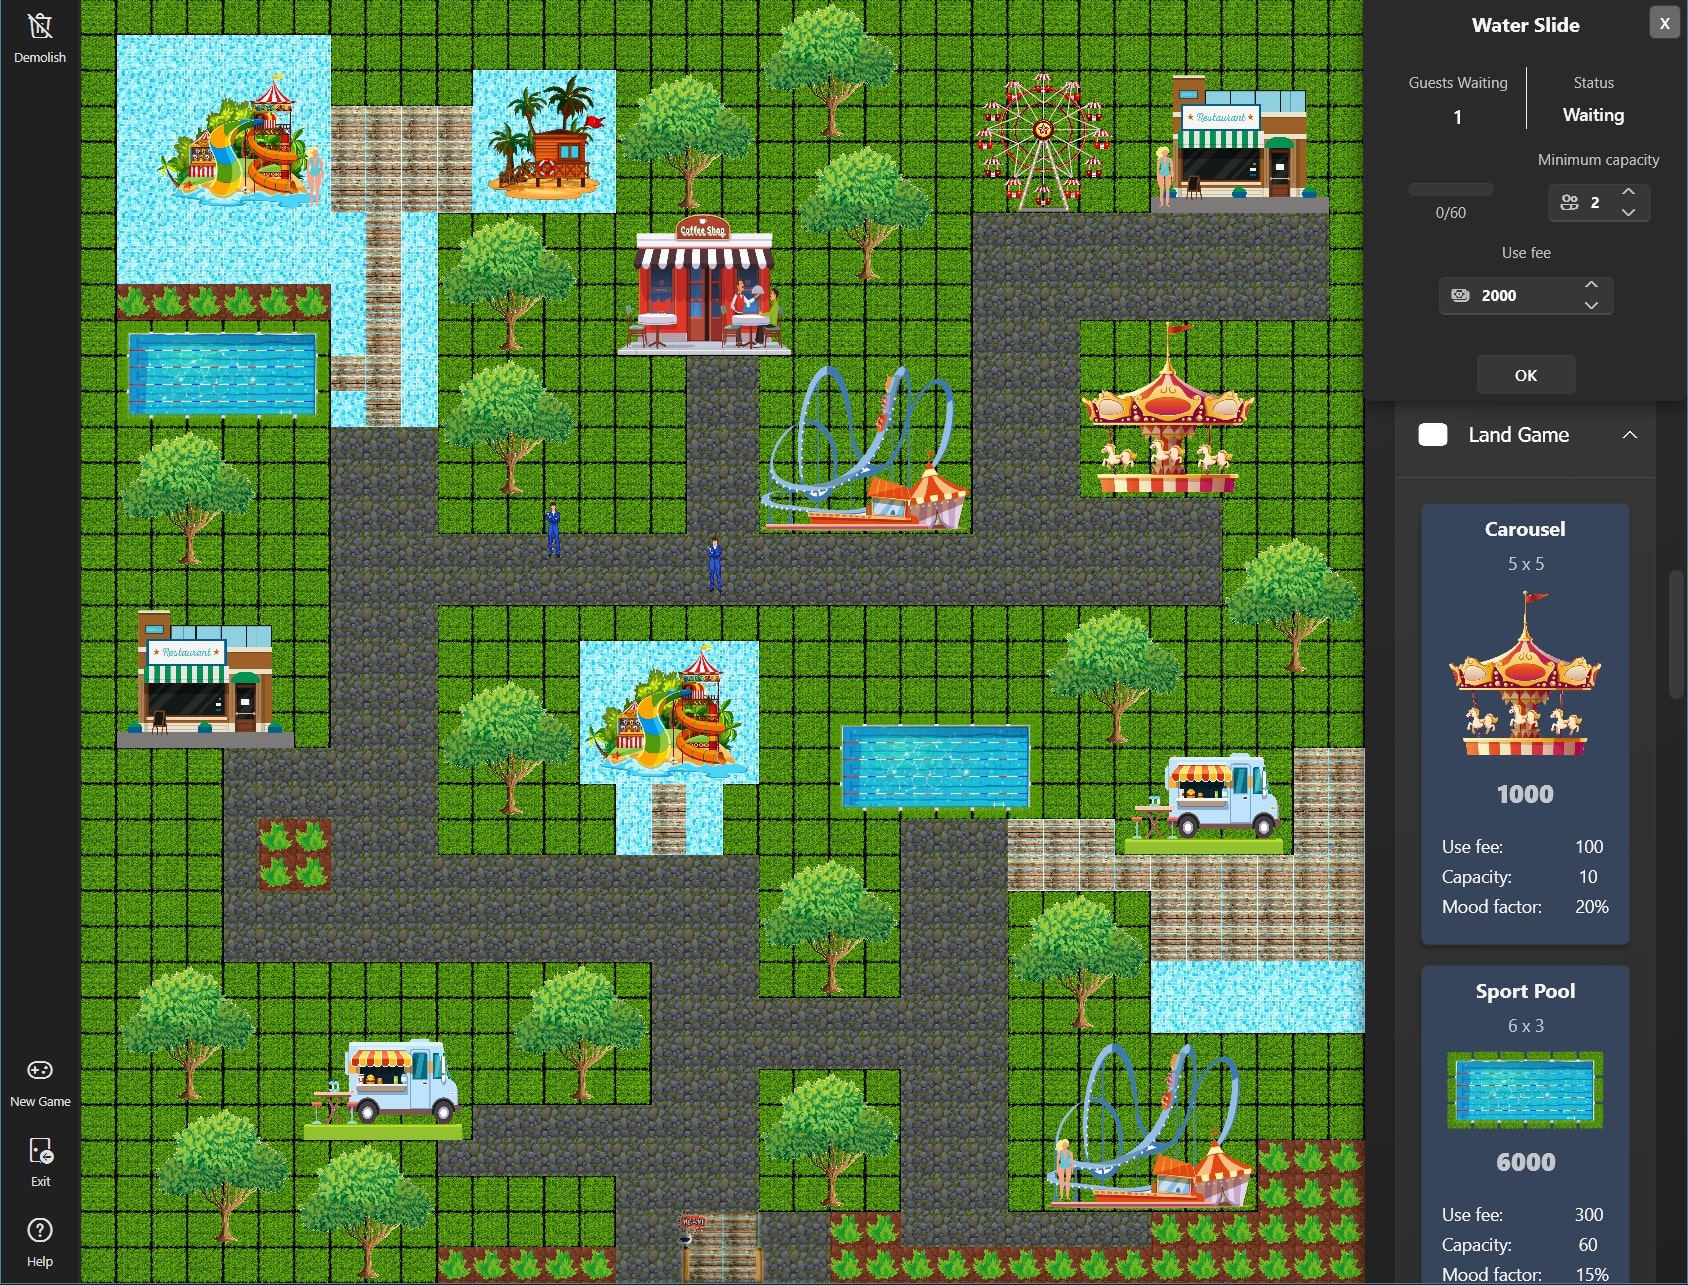 Demolish
New Game
Exit
Help
★ Restaurant ★
Coffee Shop
★ Restaurant ★
Water Slide
X
Guests Waiting
1
Status
Waiting
Minimum capacity
0/60
2
Use fee
2000
OK
Land Game
Carousel
5 x 5
1000
Use fee: 100
Capacity: 10
Mood factor: 20%
Sport Pool
6 x 3
6000
Use fee: 300
Capacity: 60
Mood factor: 15%